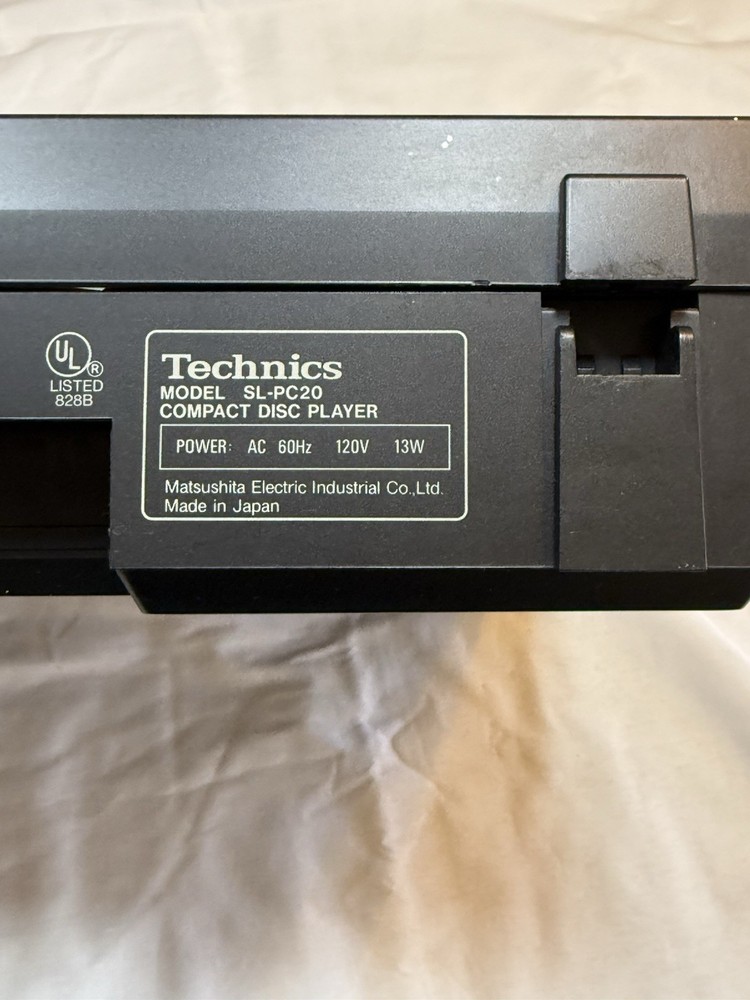 UL®
LISTED
828B
Technics
MODEL SL-PC20
COMPACT DISC PLAYER
POWER: AC 60Hz 120V 13W
Matsushita Electric Industrial Co.,Ltd.
Made in Japan